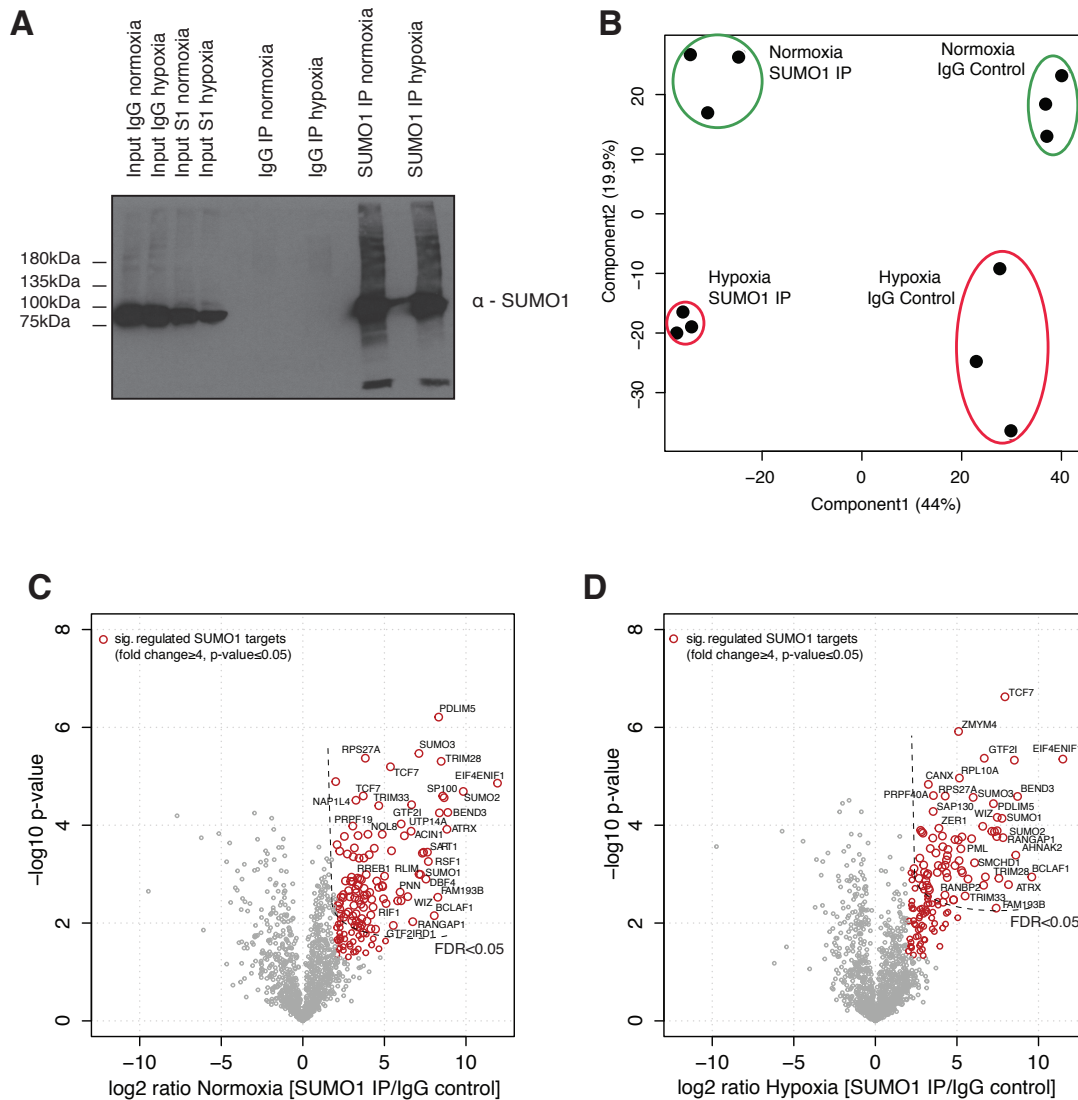 A
Input IgG normoxia
Input IgG hypoxia
Input S1 normoxia
Input S1 hypoxia
IgG IP normoxia
IgG IP hypoxia
SUMO1 IP normoxia
SUMO1 IP hypoxia
180kDa
135kDa
100kDa
75kDa
α - SUMO1
B
Normoxia
SUMO1 IP
Normoxia
IgG Control
Hypoxia
SUMO1 IP
Hypoxia
IgG Control
20
10
0
−10
−20
−30
Component2 (19.9%)
−20
0
20
40
Component1 (44%)
C
sig. regulated SUMO1 targets
(fold change≥4, p-value≤0.05)
PDLIM5
SUMO3
RPS27A
TRIM28
TCF7
EIF4ENIF1
TCF7
SP100
NAP1L4
TRIM33
SUMO2
GTF2I
BEND3
PRPF19
UTP14A
NOL8
ATRX
ACIN1
SART1
RSF1
RREB1
RLIM
SUMO1
DBF4
PNN
FAM193B
WIZ
BCLAF1
RIF1
RANGAP1
GTF2IRD1
FDR<0.05
8
6
4
2
0
−log10 p-value
−10
−5
0
5
10
log2 ratio Normoxia [SUMO1 IP/IgG control]
D
sig. regulated SUMO1 targets
(fold change≥4, p-value≤0.05)
TCF7
ZMYM4
GTF2I
EIF4ENIF1
CANX
RPL10A
PRPF40A
RPS27A
SUMO3
BEND3
SAP130
PDLIM5
WIZ
SUMO1
ZER1
SUMO2
RANGAP1
PML
AHNAK2
SMCHD1
TRIM28
BCLAF1
RANBP2
ATRX
TRIM33
FAM193B
FDR<0.05
8
6
4
2
0
−log10 p-value
−10
−5
0
5
10
log2 ratio Hypoxia [SUMO1 IP/IgG control]